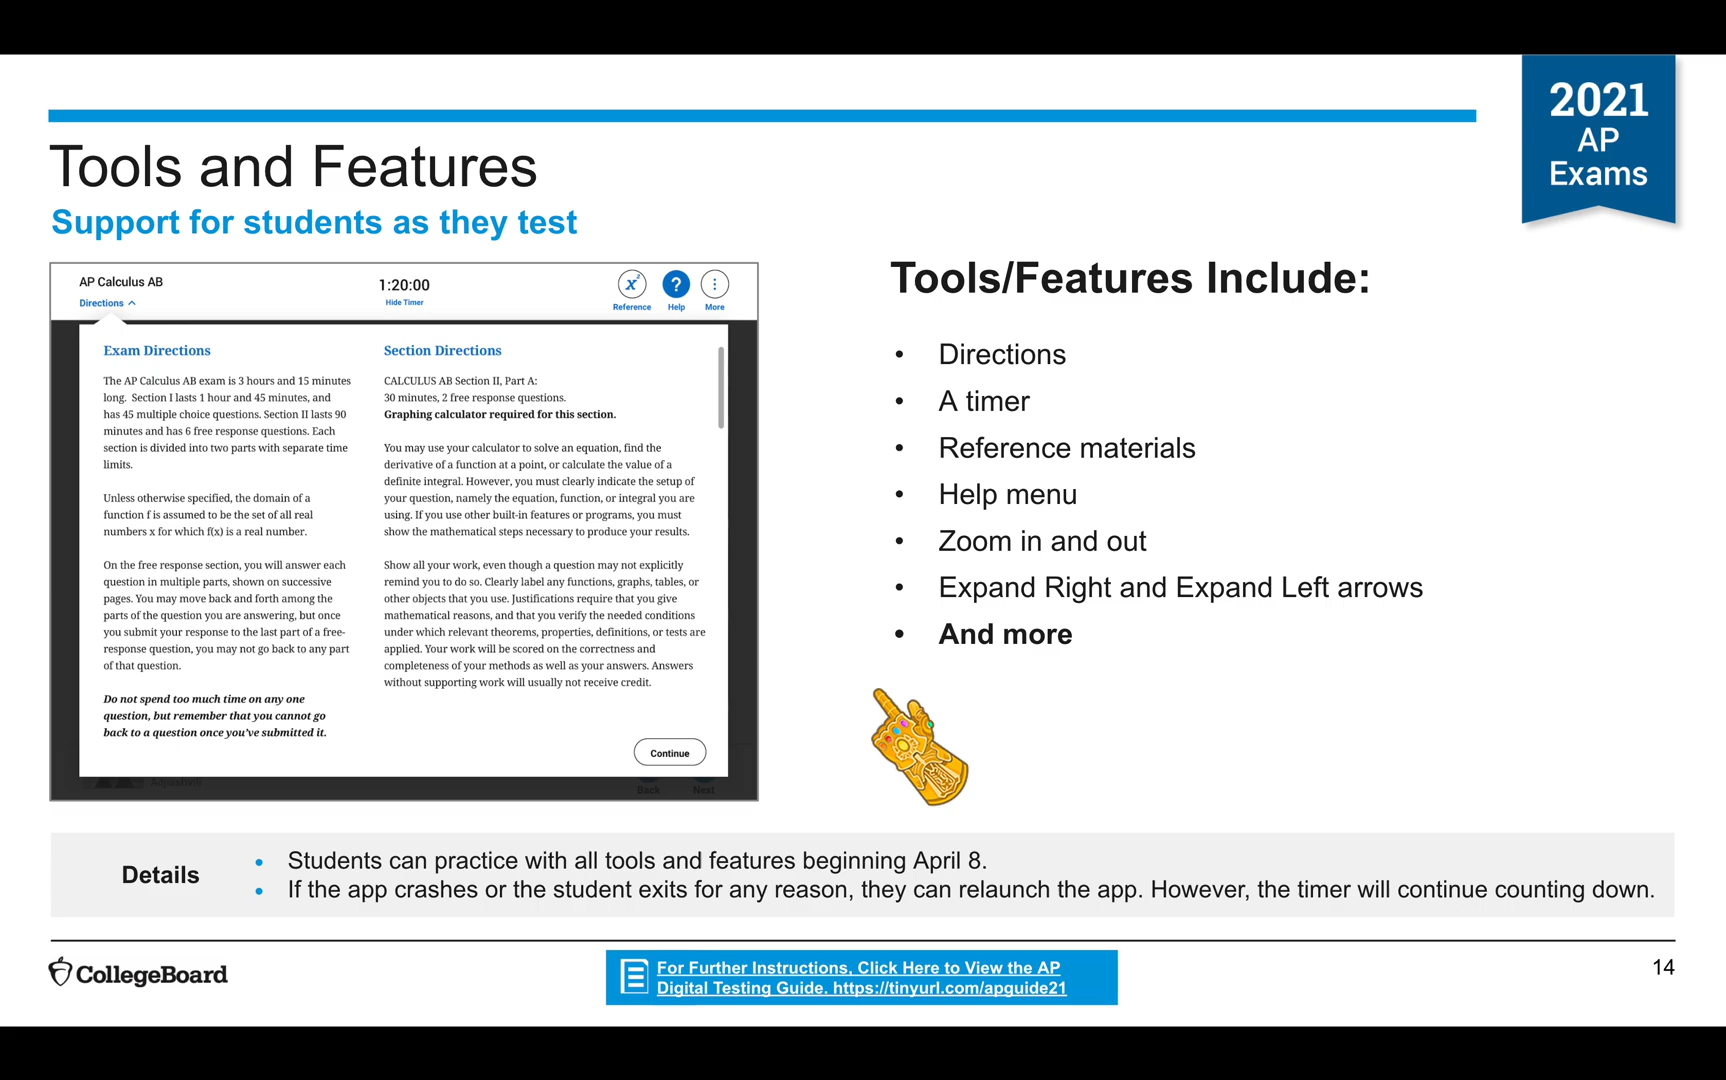 2021
AP
Exams
Tools and Features
Support for students as they test
AP Calculus AB
Directions
1:20:00
Hide Timer
x²
Reference
?
Help
More
Exam Directions
The AP Calculus AB exam is 3 hours and 15 minutes
long. Section I lasts 1 hour and 45 minutes, and
has 45 multiple choice questions. Section II lasts 90
minutes and has 6 free response questions. Each
section is divided into two parts with separate time
limits.
Unless otherwise specified, the domain of a
function f is assumed to be the set of all real
numbers x for which f(x) is a real number.
On the free response section, you will answer each
question in multiple parts, shown on successive
pages. You may move back and forth among the
parts of the question you are answering, but once
you submit your response to the last part of a free-
response question, you may not go back to any part
of that question.
Do not spend too much time on any one
question, but remember that you cannot go
back to a question once you've submitted it.
Section Directions
CALCULUS AB Section II, Part A:
30 minutes, 2 free response questions.
Graphing calculator required for this section.
You may use your calculator to solve an equation, find the
derivative of a function at a point, or calculate the value of a
definite integral. However, you must clearly indicate the setup of
your question, namely the equation, function, or integral you are
using. If you use other built-in features or programs, you must
show the mathematical steps necessary to produce your results.
Show all your work, even though a question may not explicitly
remind you to do so. Clearly label any functions, graphs, tables, or
other objects that you use. Justifications require that you give
mathematical reasons, and that you verify the needed conditions
under which relevant theorems, properties, definitions, or tests are
applied. Your work will be scored on the correctness and
completeness of your methods as well as your answers. Answers
without supporting work will usually not receive credit.
Continue
Back
Next
Tools/Features Include:
• Directions
• A timer
• Reference materials
• Help menu
• Zoom in and out
• Expand Right and Expand Left arrows
• And more
Details
• Students can practice with all tools and features beginning April 8.
• If the app crashes or the student exits for any reason, they can relaunch the app. However, the timer will continue counting down.
CollegeBoard
For Further Instructions, Click Here to View the AP
Digital Testing Guide. https://tinyurl.com/apguide21
14